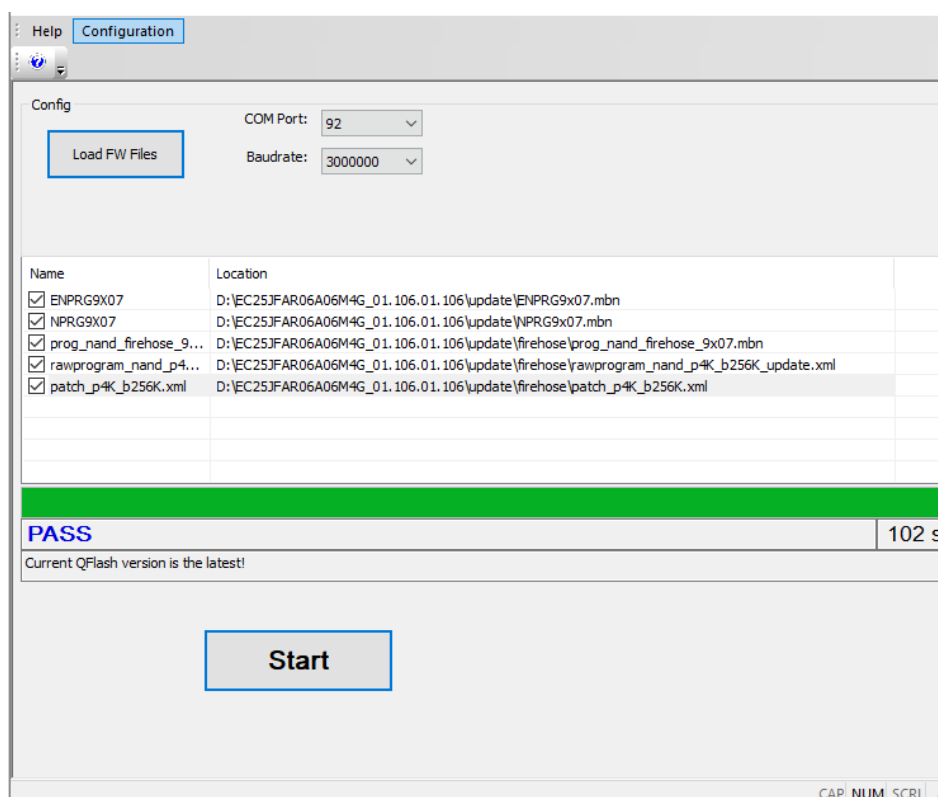 Help Configuration
Config
COM Port: 92
Load FW Files
Baudrate: 3000000
Name Location
ENPRG9X07 D:\EC25JFAR06A06M4G_01.106.01.106\update\ENPRG9x07.mbn
NPRG9X07 D:\EC25JFAR06A06M4G_01.106.01.106\update\NPRG9x07.mbn
prog_nand_firehose_9... D:\EC25JFAR06A06M4G_01.106.01.106\update\firehose\prog_nand_firehose_9x07.mbn
rawprogram_nand_p4... D:\EC25JFAR06A06M4G_01.106.01.106\update\firehose\rawprogram_nand_p4K_b256K_update.xml
patch_p4K_b256K.xml D:\EC25JFAR06A06M4G_01.106.01.106\update\firehose\patch_p4K_b256K.xml
PASS 102 s
Current QFlash version is the latest!
Start
CAP NUM SCRL